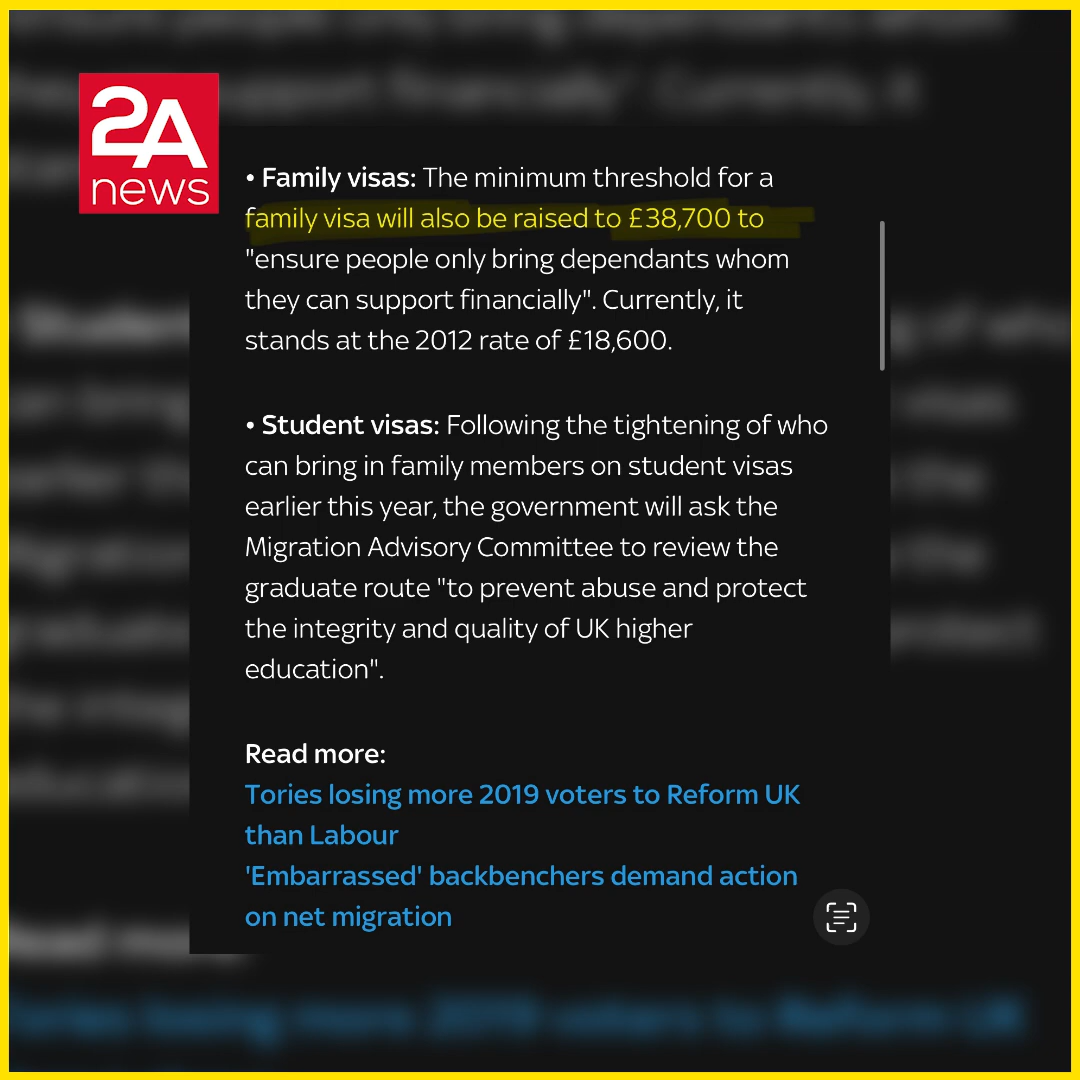 2A
news
• Family visas: The minimum threshold for a
family visa will also be raised to £38,700 to
"ensure people only bring dependants whom
they can support financially". Currently, it
stands at the 2012 rate of £18,600.
• Student visas: Following the tightening of who
can bring in family members on student visas
earlier this year, the government will ask the
Migration Advisory Committee to review the
graduate route "to prevent abuse and protect
the integrity and quality of UK higher
education".
Read more:
Tories losing more 2019 voters to Reform UK
than Labour
'Embarrassed' backbenchers demand action
on net migration